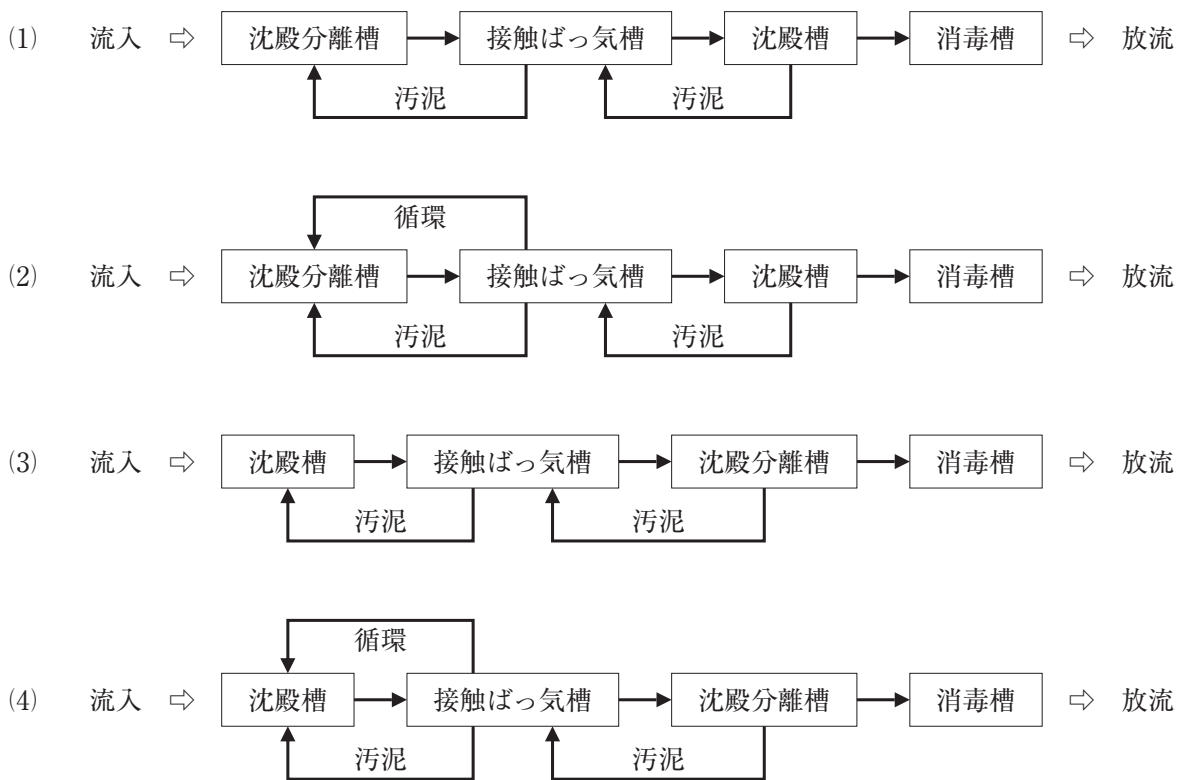 (1) 流入 ⇨ 沈殿分離槽 接触ばっ気槽 沈殿槽 消毒槽 ⇨ 放流
汚泥 汚泥
循環
(2) 流入 ⇨ 沈殿分離槽 接触ばっ気槽 沈殿槽 消毒槽 ⇨ 放流
汚泥 汚泥
(3) 流入 ⇨ 沈殿槽 接触ばっ気槽 沈殿分離槽 消毒槽 ⇨ 放流
汚泥 汚泥
循環
(4) 流入 ⇨ 沈殿槽 接触ばっ気槽 沈殿分離槽 消毒槽 ⇨ 放流
汚泥 汚泥